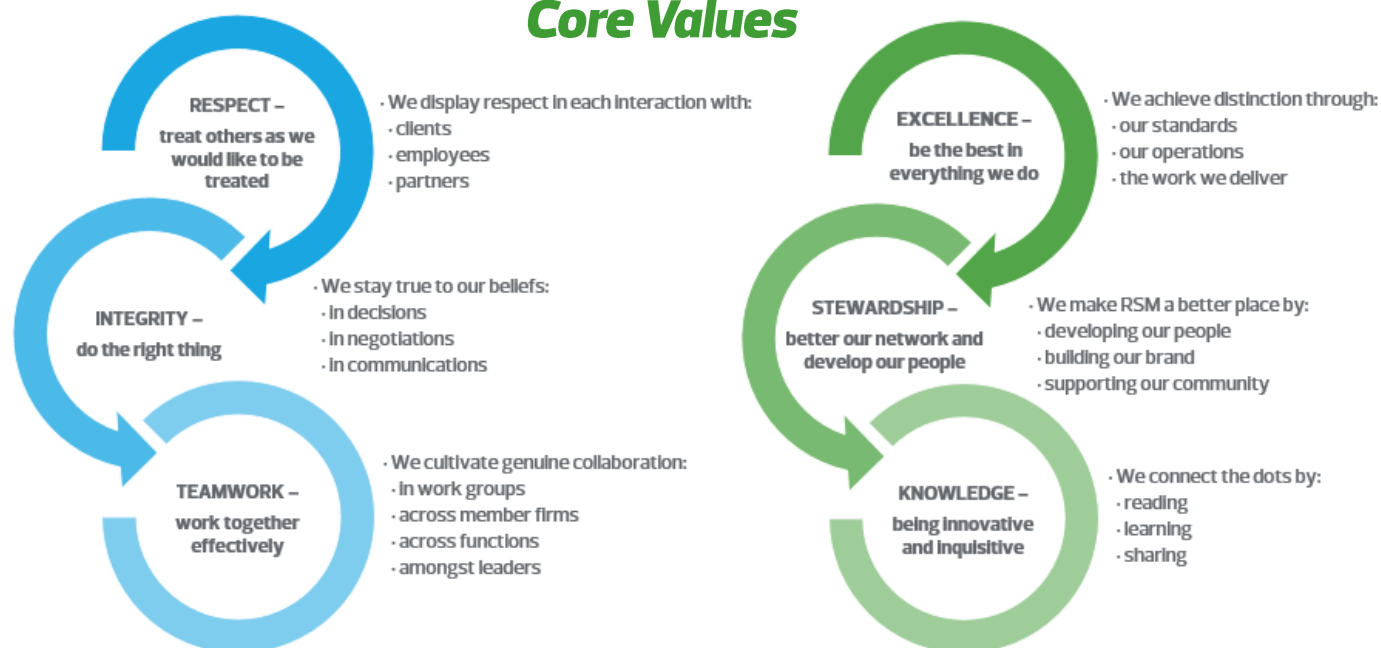 Core Values
RESPECT –
treat others as we
would like to be
treated
· We display respect in each interaction with:
· clients
· employees
· partners
INTEGRITY –
do the right thing
· We stay true to our beliefs:
· in decisions
· in negotiations
· in communications
TEAMWORK –
work together
effectively
· We cultivate genuine collaboration:
· in work groups
· across member firms
· across functions
· amongst leaders
EXCELLENCE –
be the best in
everything we do
· We achieve distinction through:
· our standards
· our operations
· the work we deliver
STEWARDSHIP –
better our network and
develop our people
· We make RSM a better place by:
· developing our people
· building our brand
· supporting our community
KNOWLEDGE –
being innovative
and inquisitive
· We connect the dots by:
· reading
· learning
· sharing